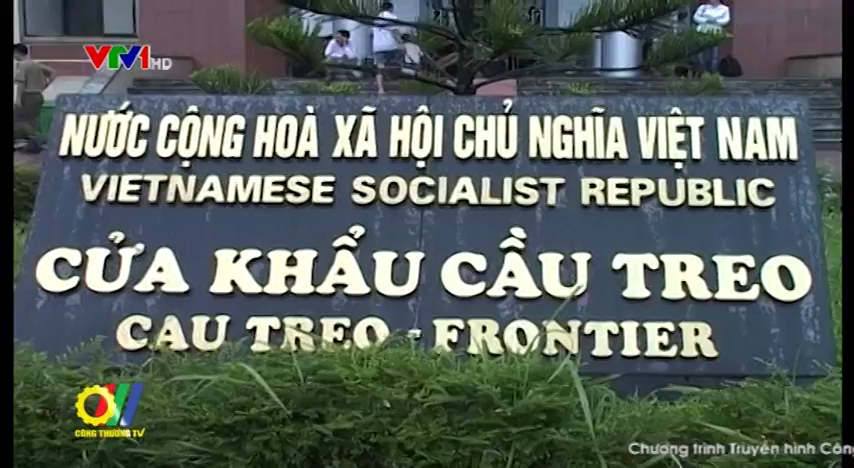 VTV1 HD
NƯỚC CỘNG HOÀ XÃ HỘI CHỦ NGHĨA VIỆT NAM
VIETNAMESE SOCIALIST REPUBLIC
CỬA KHẨU CẦU TREO
CAU TREO - FRONTIER
CÔNG THƯƠNG TV
Chương trình Truyền hình Công